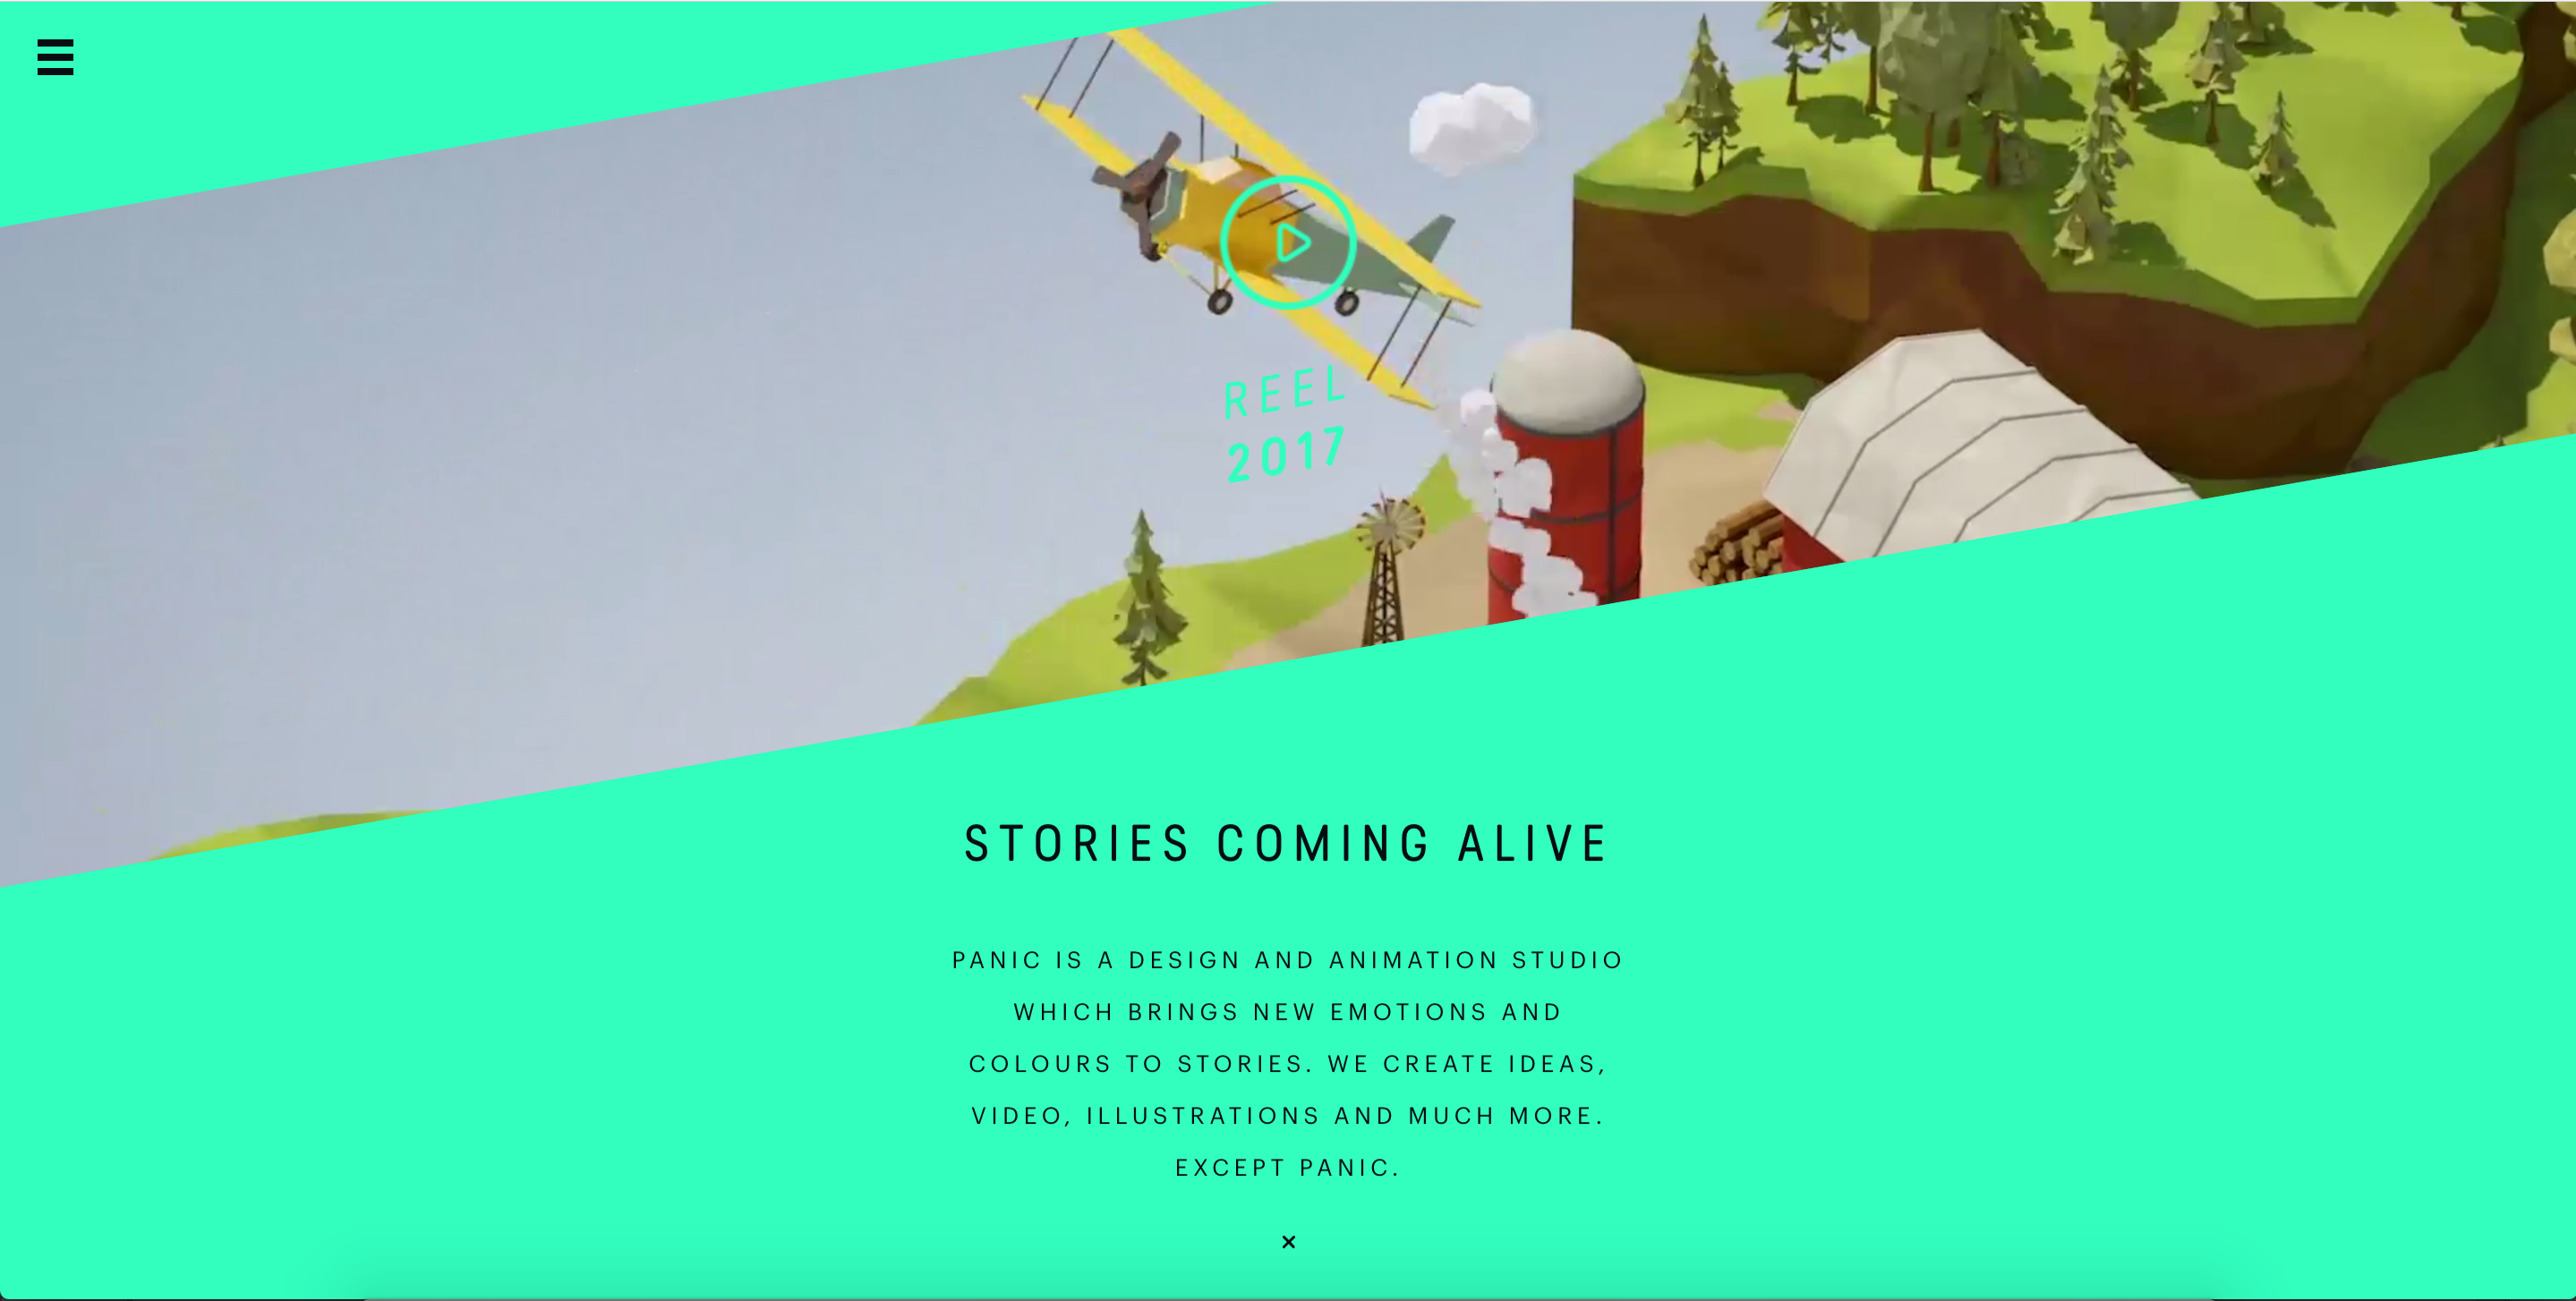 REEL
2017
STORIES COMING ALIVE
PANIC IS A DESIGN AND ANIMATION STUDIO
WHICH BRINGS NEW EMOTIONS AND
COLOURS TO STORIES. WE CREATE IDEAS,
VIDEO, ILLUSTRATIONS AND MUCH MORE.
EXCEPT PANIC.